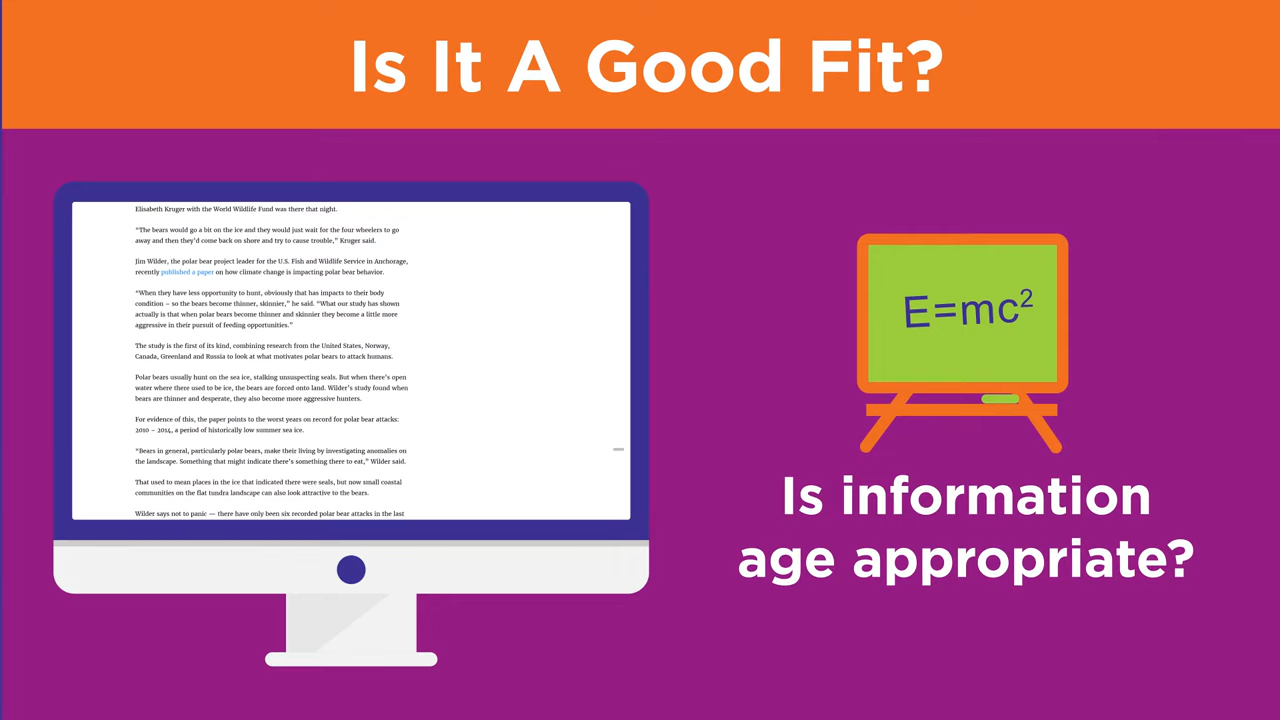 Is It A Good Fit?
Elisabeth Kruger with the World Wildlife Fund was there that night.
“The bears would go a bit on the ice and they would just wait for the four wheelers to go
away and then they’d come back on shore and try to cause trouble,” Kruger said.
Jim Wilder, the polar bear project leader for the U.S. Fish and Wildlife Service in Anchorage,
recently published a paper on how climate change is impacting polar bear behavior.
“When they have less opportunity to hunt, obviously that has impacts to their body
condition – so the bears become thinner, skinnier,” he said. “What our study has shown
actually is that when polar bears become thinner and skinnier they become a little more
aggressive in their pursuit of feeding opportunities.”
The study is the first of its kind, combining research from the United States, Norway,
Canada, Greenland and Russia to look at what motivates polar bears to attack humans.
Polar bears usually hunt on the sea ice, stalking unsuspecting seals. But when there’s open
water where there used to be ice, the bears are forced onto land. Wilder’s study found when
bears are thinner and desperate, they also become more aggressive hunters.
For evidence of this, the paper points to the worst years on record for polar bear attacks:
2010 – 2014, a period of historically low summer sea ice.
“Bears in general, particularly polar bears, make their living by investigating anomalies on
the landscape. Something that might indicate there’s something there to eat,” Wilder said.
That used to mean places in the ice that indicated there were seals, but now small coastal
communities on the flat tundra landscape can also look attractive to the bears.
Wilder says not to panic — there have only been six recorded polar bear attacks in the last
E=mc²
Is information
age appropriate?